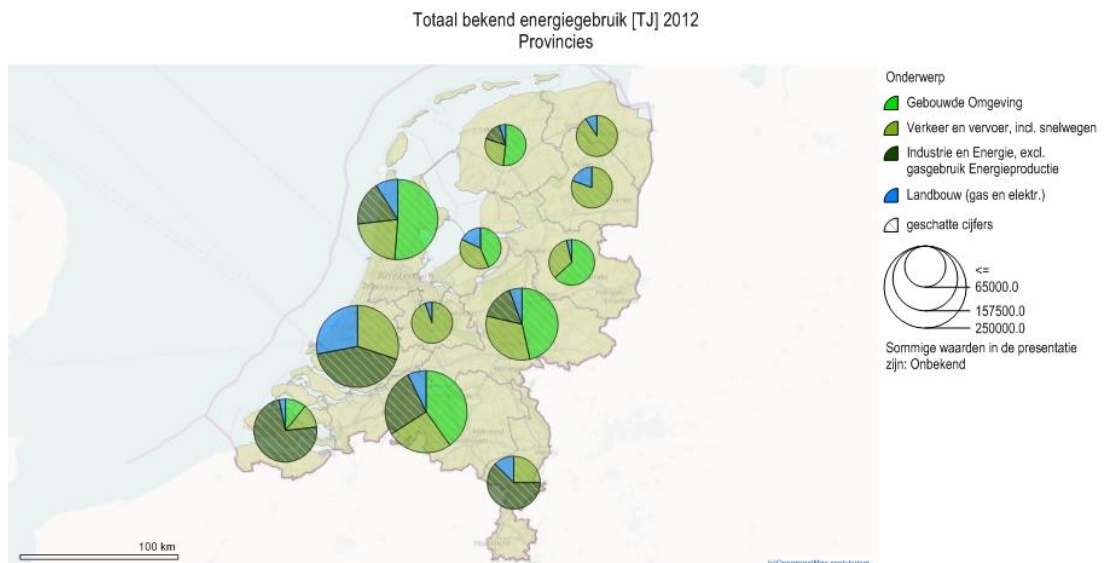 Totaal bekend energiegebruik [TJ] 2012
Provincies
Onderwerp
Gebouwde Omgeving
Verkeer en vervoer, incl. snelwegen
Industrie en Energie, excl.
gasgebruik Energieproductie
Landbouw (gas en elektr.)
geschatte cijfers
<=
65000.0
157500.0
250000.0
Sommige waarden in de presentatie
zijn: Onbekend
Amsterdam
100 km